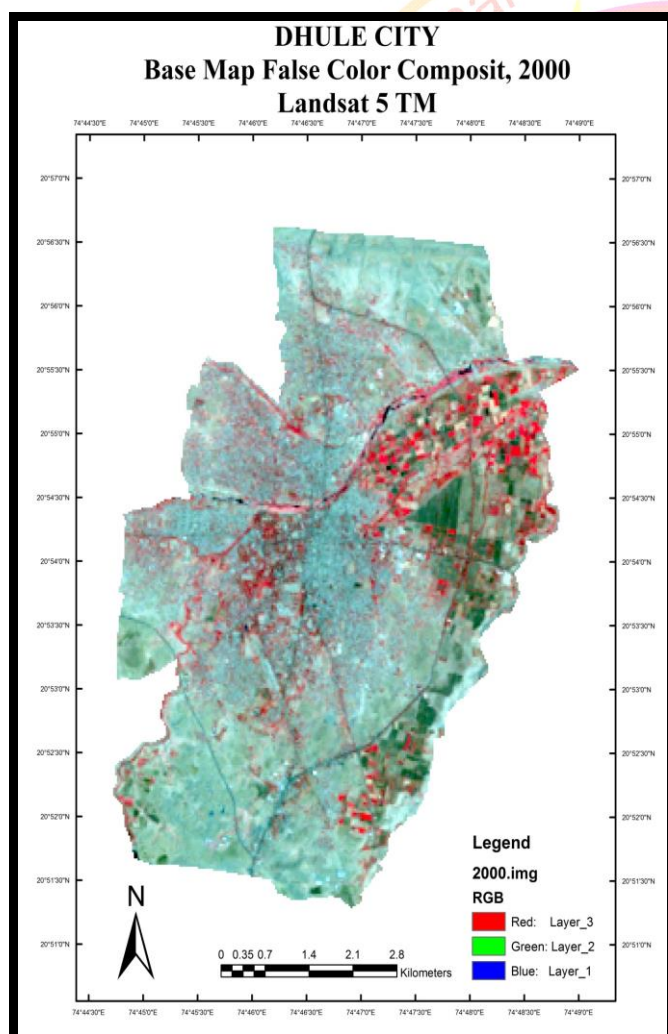 DHULE CITY
Base Map False Color Composit, 2000
Landsat 5 TM
74°44'30"E 74°45'0"E 74°45'30"E 74°46'0"E 74°46'30"E 74°47'0"E 74°47'30"E 74°48'0"E 74°48'30"E 74°49'0"E
20°57'0"N 20°57'0"N
20°56'30"N 20°56'30"N
20°56'0"N 20°56'0"N
20°55'30"N 20°55'30"N
20°55'0"N 20°55'0"N
20°54'30"N 20°54'30"N
20°54'0"N 20°54'0"N
20°53'30"N 20°53'30"N
20°53'0"N 20°53'0"N
20°52'30"N 20°52'30"N
20°52'0"N 20°52'0"N
20°51'30"N 20°51'30"N
20°51'0"N 20°51'0"N
Legend
2000.img
RGB
Red: Layer_3
Green: Layer_2
Blue: Layer_1
N
0 0.35 0.7 1.4 2.1 2.8
Kilometers
74°44'30"E 74°45'0"E 74°45'30"E 74°46'0"E 74°46'30"E 74°47'0"E 74°47'30"E 74°48'0"E 74°48'30"E 74°49'0"E